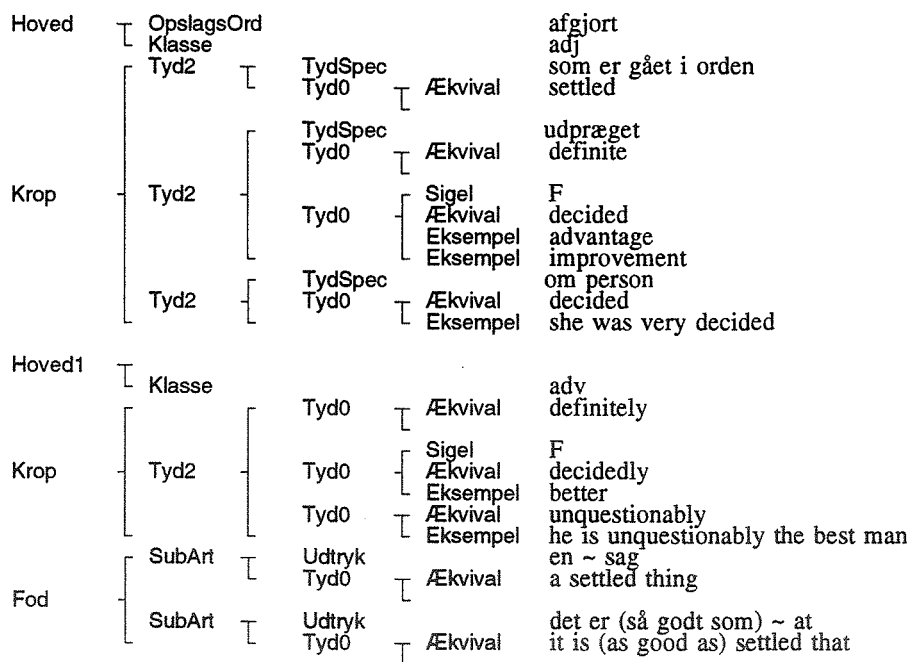 Hoved OpslagsOrd afgjort
Klasse adj
Tyd2 TydSpec som er gået i orden
Tyd0 Ækvival settled
TydSpec udpræget
Tyd0 Ækvival definite
Krop Tyd2 Sigel F
Tyd0 Ækvival decided
Eksempel advantage
Eksempel improvement
TydSpec om person
Tyd2 Tyd0 Ækvival decided
Eksempel she was very decided
Hoved1
Klasse adv
Tyd0 Ækvival definitely
Sigel F
Krop Tyd2 Tyd0 Ækvival decidedly
Eksempel better
Tyd0 Ækvival unquestionably
Eksempel he is unquestionably the best man
SubArt Udtryk en ~ sag
Tyd0 Ækvival a settled thing
Fod
SubArt Udtryk det er (så godt som) ~ at
Tyd0 Ækvival it is (as good as) settled that